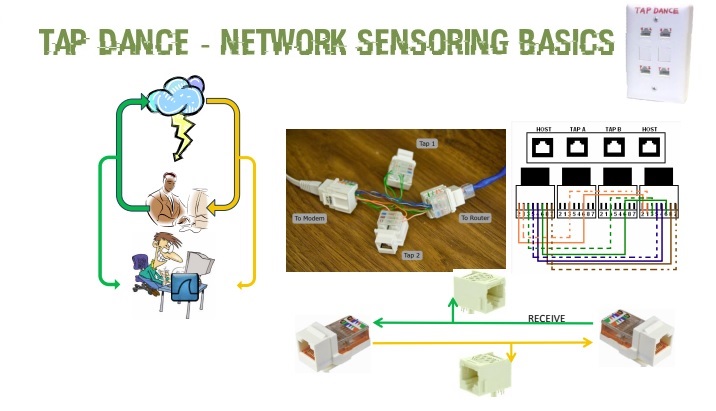 TAP DANCE - NETWORK SENSORING BASICS
TAP DANCE
Tap 1
To Modem
To Router
Tap 2
HOST TAP A TAP B HOST
RECEIVE